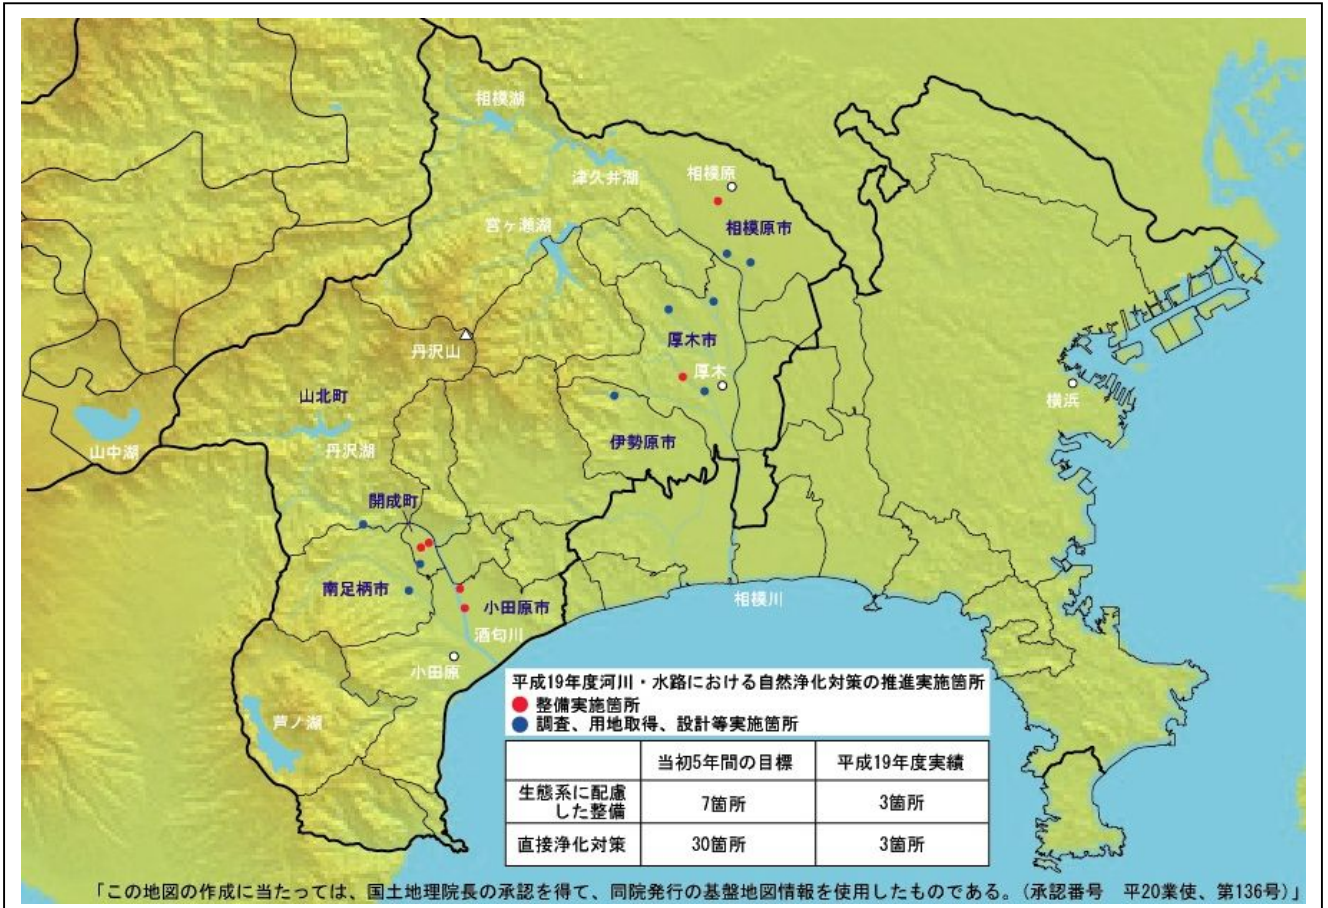 相模湖
津久井湖
相模原
宮ヶ瀬湖
相模原市
厚木市
丹沢山
厚木
山北町
横浜
山中湖
丹沢湖
伊勢原市
開成町
南足柄市
相模川
小田原市
酒匂川
小田原
芦ノ湖
平成19年度河川・水路における自然浄化対策の推進実施箇所
整備実施箇所
調査、用地取得、設計等実施箇所
当初5年間の目標 平成19年度実績
生態系に配慮
した整備 7箇所 3箇所
直接浄化対策 30箇所 3箇所
「この地図の作成に当たっては、国土地理院長の承認を得て、同院発行の基盤地図情報を使用したものである。(承認番号 平20業使、第136号)」